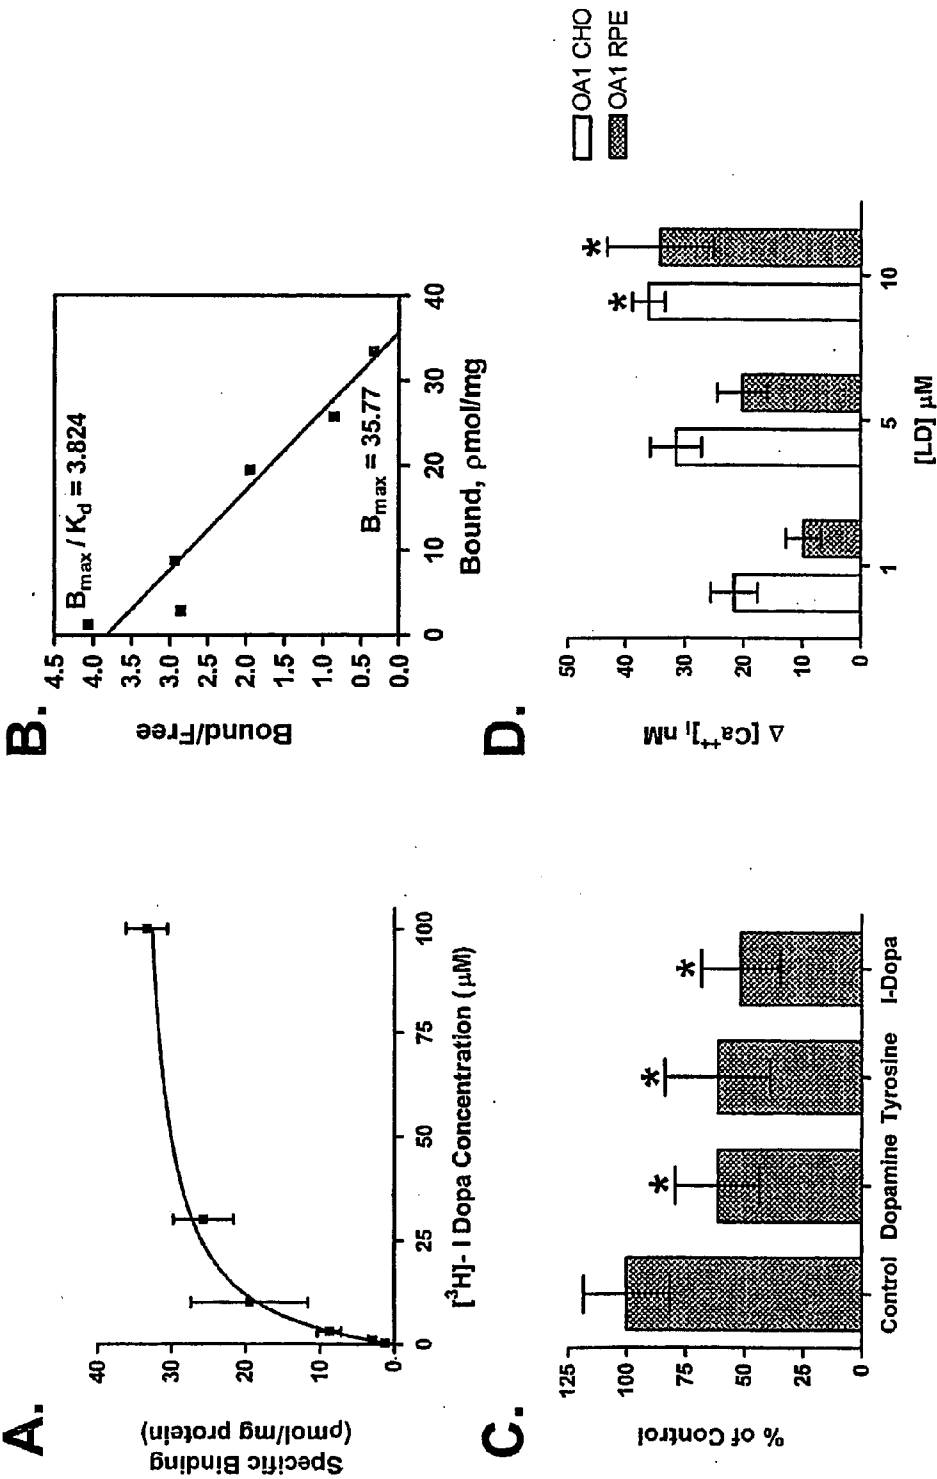 A.
Specific Binding
(ρmol/mg protein)
40
30
20
10
0
0
25
50
75
100
[³H]- l Dopa Concentration (µM)
B.
Bound/Free
4.5
4.0
3.5
3.0
2.5
2.0
1.5
1.0
0.5
0.0
Bmax / Kd = 3.824
Bmax = 35.77
0
10
20
30
40
Bound, ρmol/mg
C.
% of Control
125
100
75
50
25
0
*
*
*
Control
Dopamine
Tyrosine
l-Dopa
D.
Δ [Ca⁺⁺]i nM
50
40
30
20
10
0
*
*
1
5
10
[LD] µM
OA1 CHO
OA1 RPE